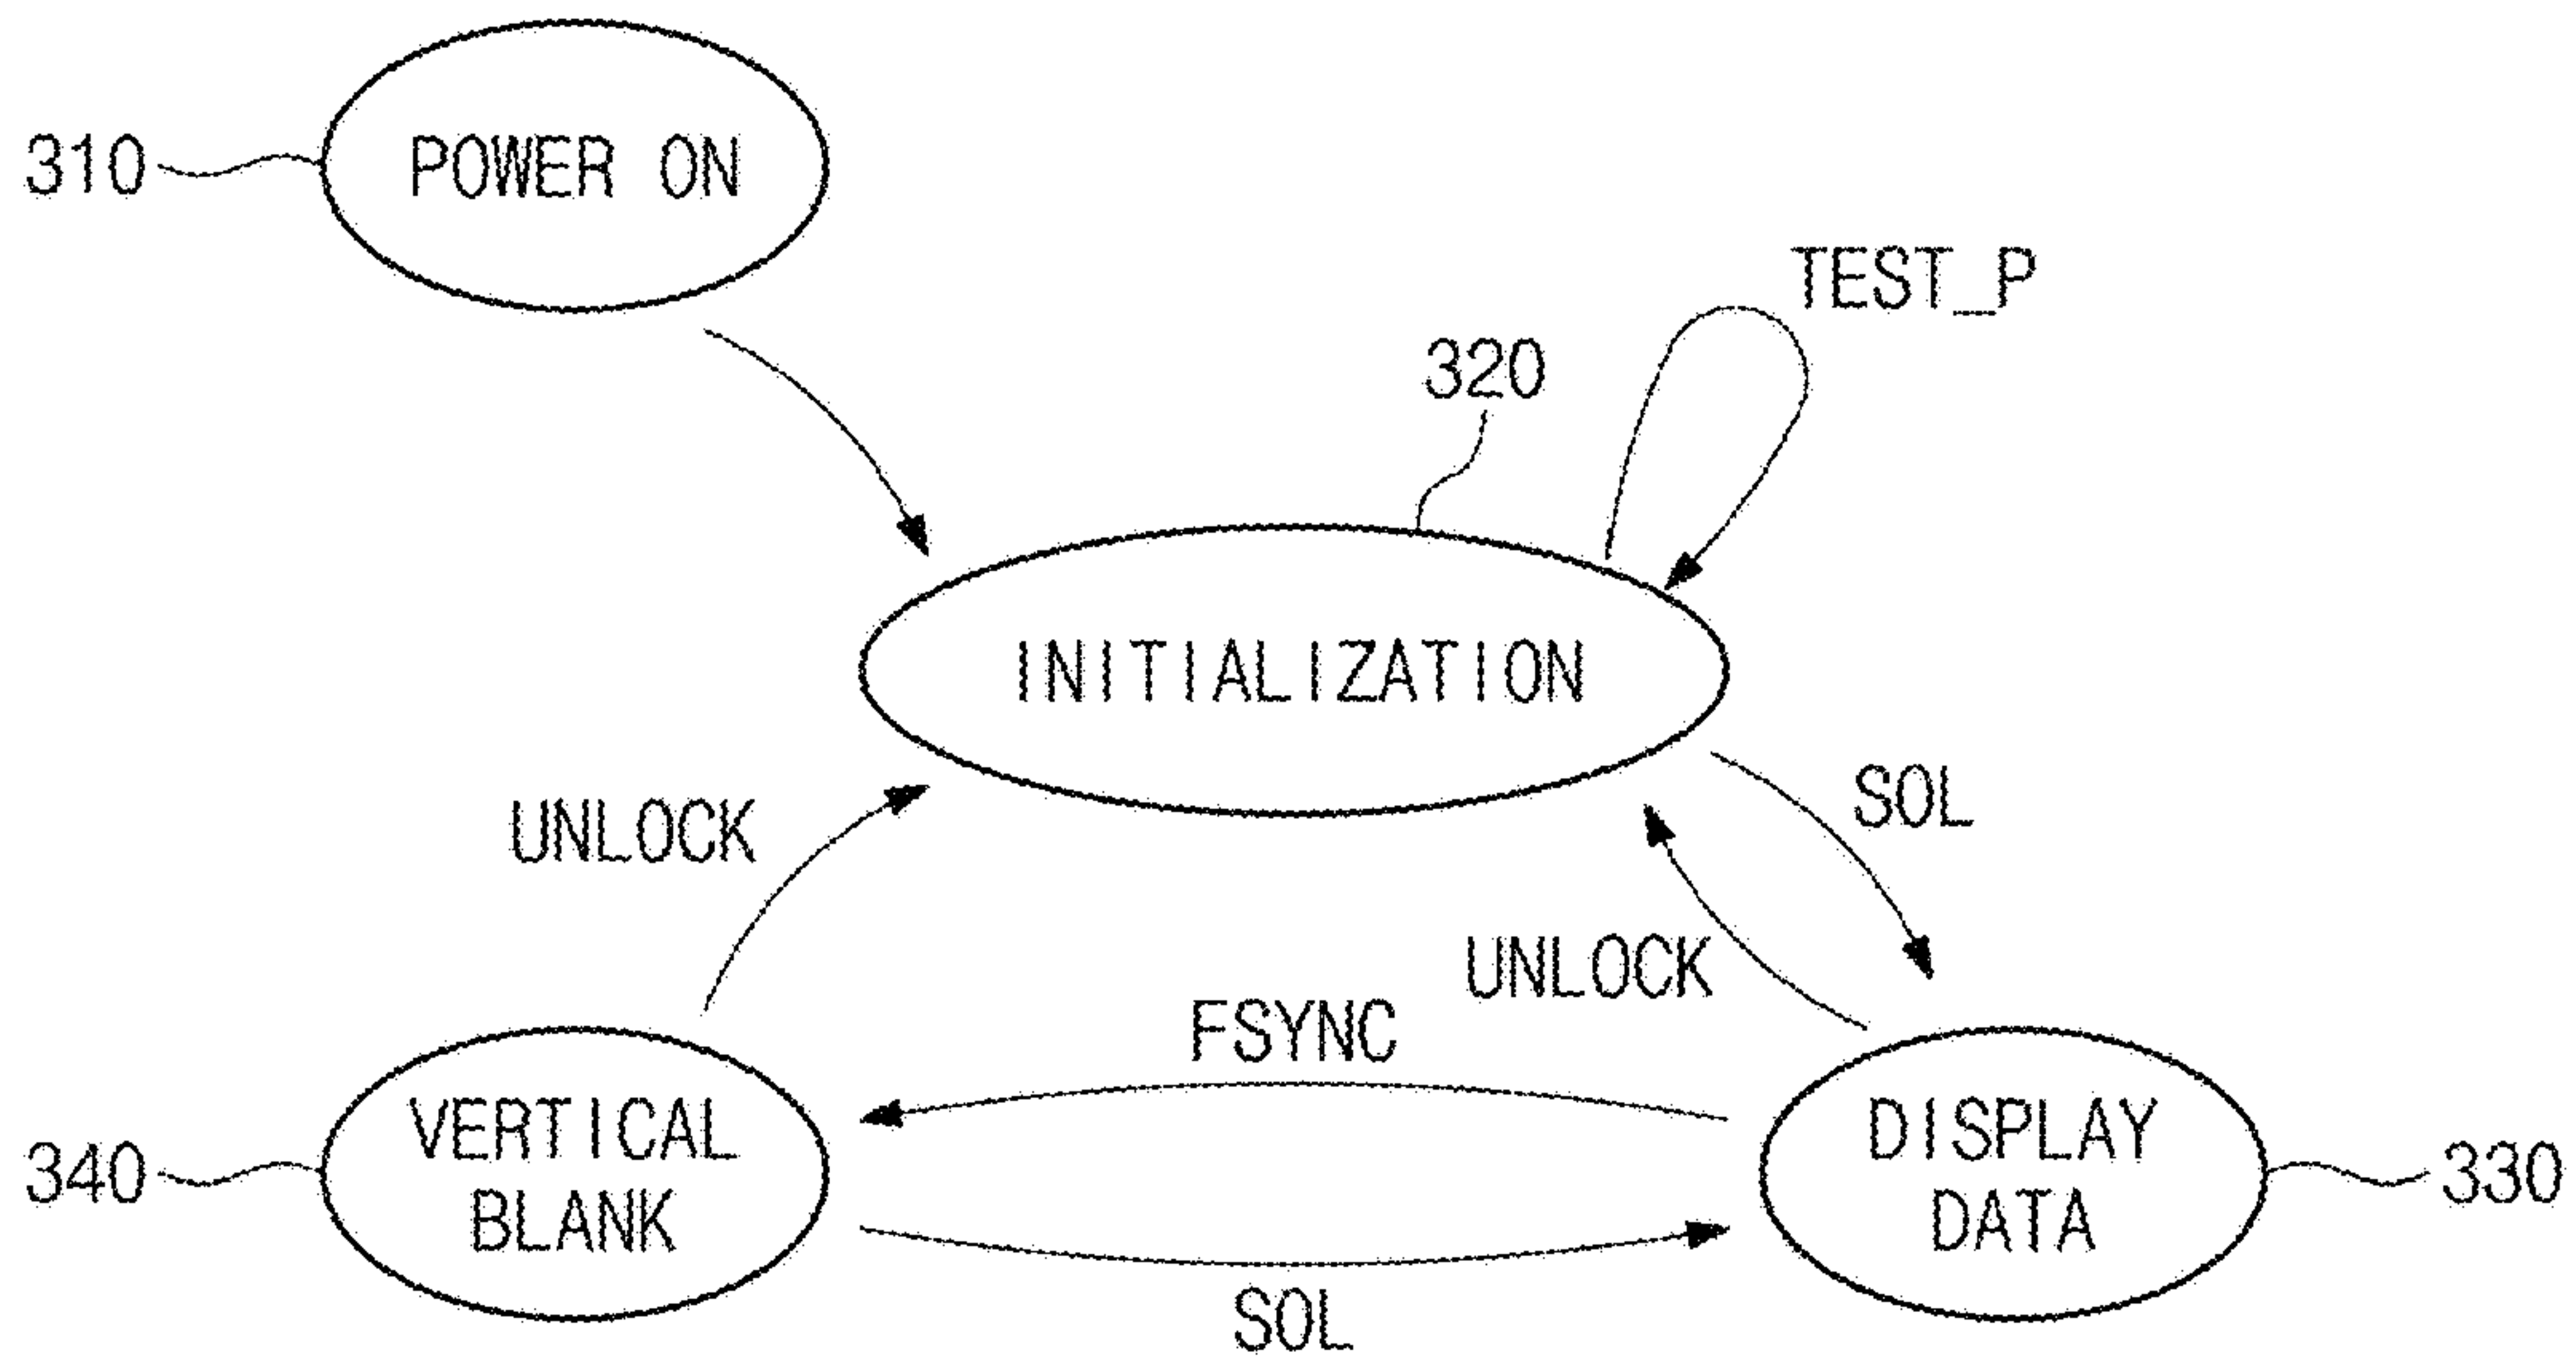 310
POWER ON
TEST_P
320
INITIALIZATION
UNLOCK
SOL
UNLOCK
FSYNC
340
VERTICAL
BLANK
DISPLAY
DATA
330
SOL